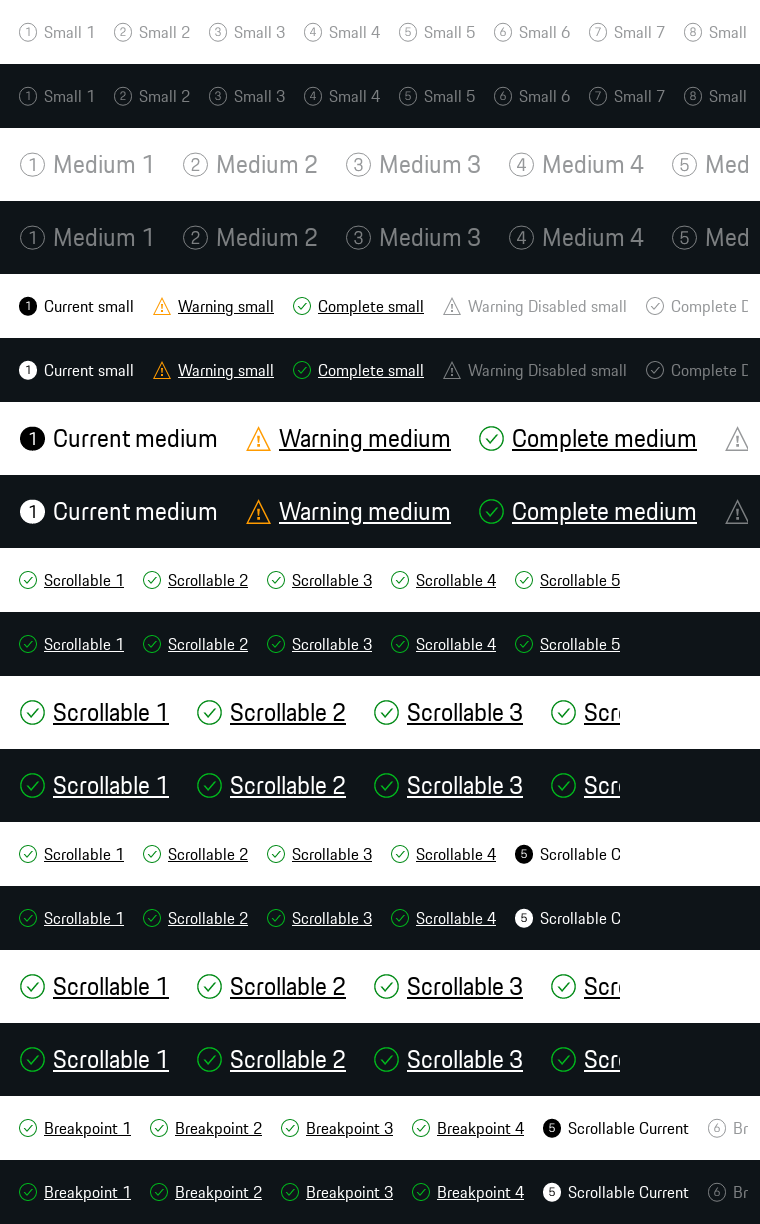 1 Small 1 2 Small 2 3 Small 3 4 Small 4 5 Small 5 6 Small 6 7 Small 7 8 Small
1 Small 1 2 Small 2 3 Small 3 4 Small 4 5 Small 5 6 Small 6 7 Small 7 8 Small
1 Medium 1 2 Medium 2 3 Medium 3 4 Medium 4 5 Med
1 Medium 1 2 Medium 2 3 Medium 3 4 Medium 4 5 Med
1 Current small Warning small Complete small Warning Disabled small Complete D
1 Current small Warning small Complete small Warning Disabled small Complete D
1 Current medium Warning medium Complete medium
1 Current medium Warning medium Complete medium
Scrollable 1 Scrollable 2 Scrollable 3 Scrollable 4 Scrollable 5
Scrollable 1 Scrollable 2 Scrollable 3 Scrollable 4 Scrollable 5
Scrollable 1 Scrollable 2 Scrollable 3 Scr
Scrollable 1 Scrollable 2 Scrollable 3 Scr
Scrollable 1 Scrollable 2 Scrollable 3 Scrollable 4 5 Scrollable C
Scrollable 1 Scrollable 2 Scrollable 3 Scrollable 4 5 Scrollable C
Scrollable 1 Scrollable 2 Scrollable 3 Scr
Scrollable 1 Scrollable 2 Scrollable 3 Scr
Breakpoint 1 Breakpoint 2 Breakpoint 3 Breakpoint 4 5 Scrollable Current 6 Br
Breakpoint 1 Breakpoint 2 Breakpoint 3 Breakpoint 4 5 Scrollable Current 6 Br